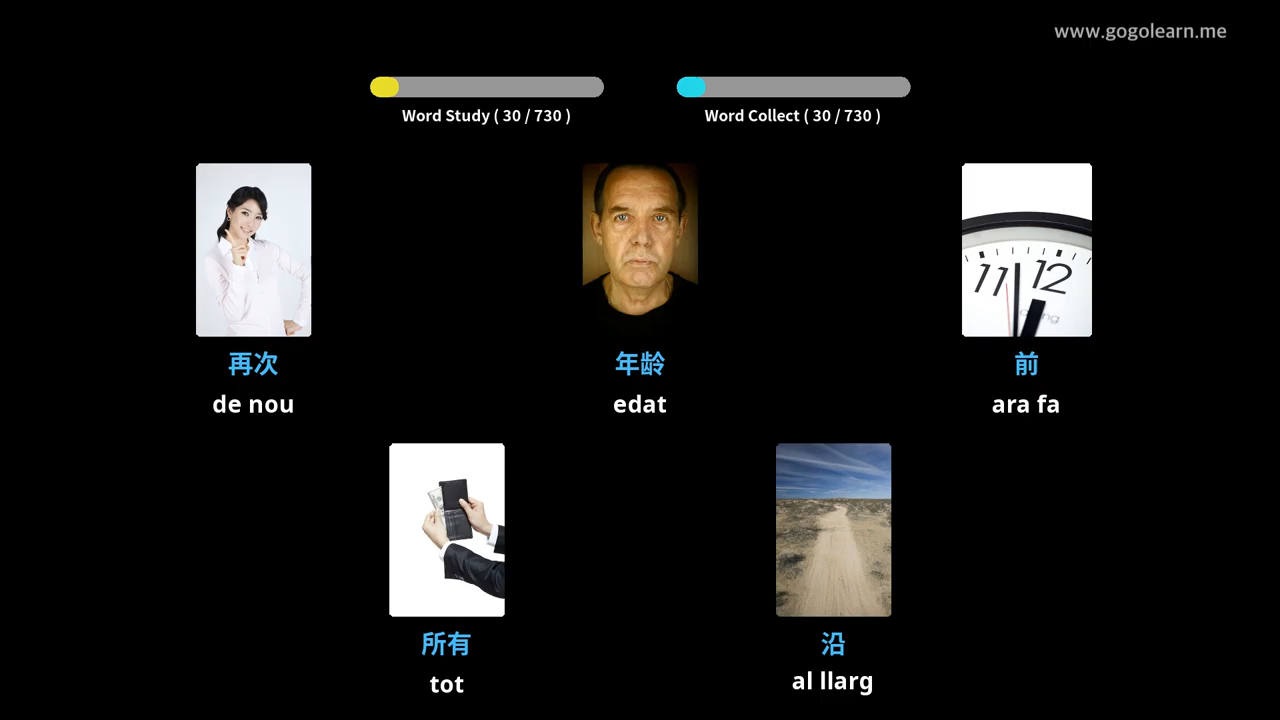 www.gogolearn.me
Word Study ( 30 / 730 )
Word Collect ( 30 / 730 )
11 12
再次
de nou
年龄
edat
前
ara fa
所有
tot
沿
al llarg